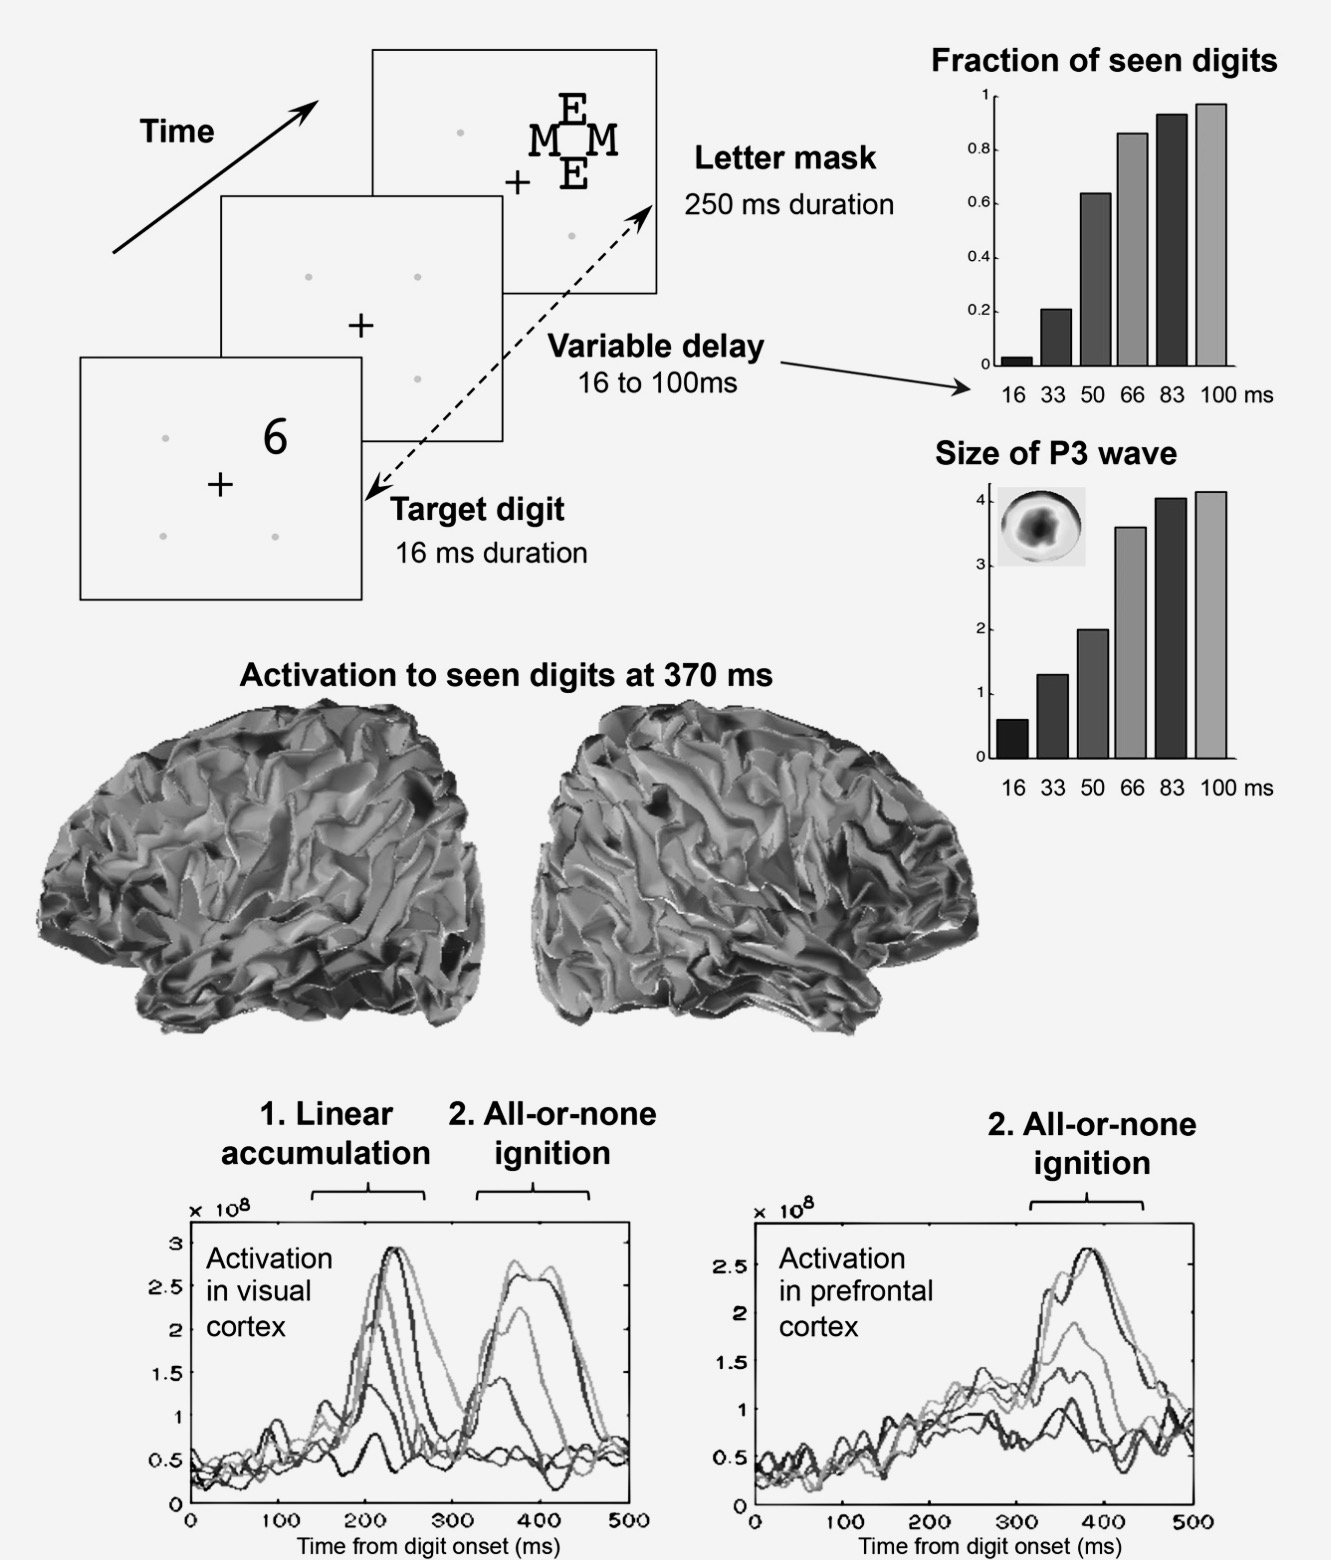 Time
E
M M
E
+
Letter mask
250 ms duration
+
Variable delay
16 to 100ms
6
+
Target digit
16 ms duration
Fraction of seen digits
1
0.8
0.6
0.4
0.2
0
16 33 50 66 83 100 ms
Size of P3 wave
4
3
2
1
0
16 33 50 66 83 100 ms
Activation to seen digits at 370 ms
1. Linear
accumulation
2. All-or-none
ignition
× 10⁸
3
2.5
2
1.5
1
0.5
0
Activation
in visual
cortex
0 100 200 300 400 500
Time from digit onset (ms)
2. All-or-none
ignition
× 10⁸
2.5
2
1.5
1
0.5
0
Activation
in prefrontal
cortex
0 100 200 300 400 500
Time from digit onset (ms)